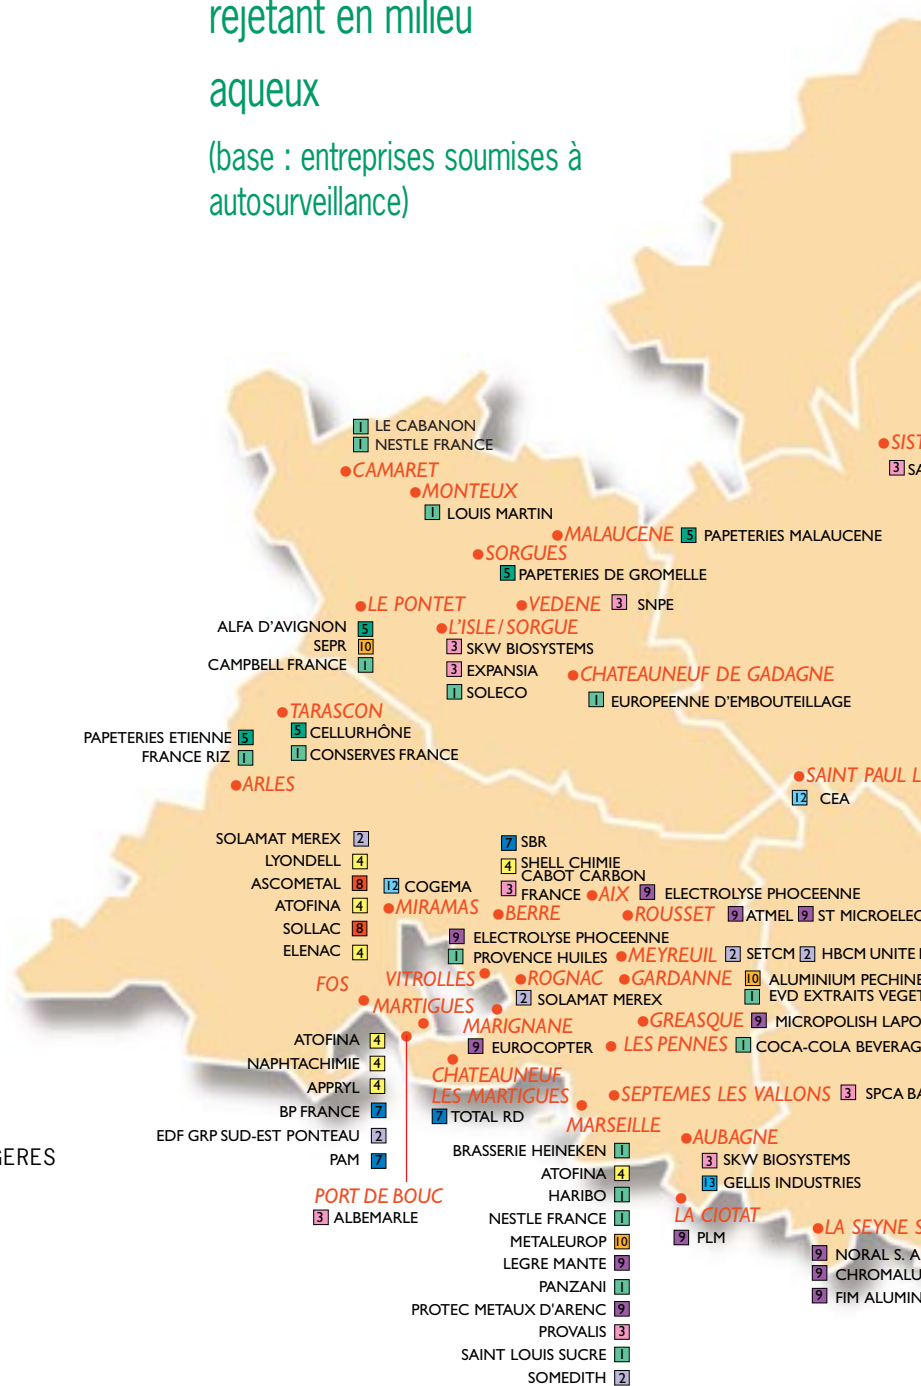 rejetant en milieu
aqueux
(base : entreprises soumises à
autosurveillance)
1 LE CABANON
1 NESTLE FRANCE
CAMARET
MONTEUX
1 LOUIS MARTIN
SIST
3 SA
MALAUCENE 5 PAPETERIES MALAUCENE
SORGUES
5 PAPETERIES DE GROMELLE
LE PONTET
VEDENE 3 SNPE
ALFA D'AVIGNON 5
SEPR 10
CAMPBELL FRANCE 1
L'ISLE / SORGUE
3 SKW BIOSYSTEMS
3 EXPANSIA
1 SOLECO
CHATEAUNEUF DE GADAGNE
1 EUROPEENNE D'EMBOUTEILLAGE
TARASCON
5 CELLURHÔNE
1 CONSERVES FRANCE
PAPETERIES ETIENNE 5
FRANCE RIZ 1
ARLES
SAINT PAUL L
12 CEA
SOLAMAT MEREX 2
LYONDELL 4
ASCOMETAL 8
ATOFINA 4
SOLLAC 8
ELENAC 4
FOS
12 COGEMA
MIRAMAS
7 SBR
4 SHELL CHIMIE
CABOT CARBON
3 FRANCE
BERRE
AIX 9 ELECTROLYSE PHOCEENNE
ROUSSET 9 ATMEL 9 ST MICROELEC
9 ELECTROLYSE PHOCEENNE
1 PROVENCE HUILES
VITROLLES
MEYREUIL 2 SETCM 2 HBCM UNITE
ROGNAC
2 SOLAMAT MEREX
GARDANNE 10 ALUMINIUM PECHINE
1 EVD EXTRAITS VEGET
MARTIGUES
MARIGNANE
9 EUROCOPTER
GREASQUE 9 MICROPOLISH LAPO
LES PENNES 1 COCA-COLA BEVERAG
ATOFINA 4
NAPHTACHIMIE 4
APPRYL 4
BP FRANCE 7
EDF GRP SUD-EST PONTEAU 2
PAM 7
CHATEAUNEUF
LES MARTIGUES
7 TOTAL RD
SEPTEMES LES VALLONS 3 SPCA BA
GERES
PORT DE BOUC
3 ALBEMARLE
MARSEILLE
BRASSERIE HEINEKEN 1
ATOFINA 4
HARIBO 1
NESTLE FRANCE 1
METALEUROP 10
LEGRE MANTE 9
PANZANI 1
PROTEC METAUX D'ARENC 9
PROVALIS 3
SAINT LOUIS SUCRE 1
SOMEDITH 2
AUBAGNE
3 SKW BIOSYSTEMS
13 GELLIS INDUSTRIES
LA CIOTAT
9 PLM
LA SEYNE S
9 NORAL S. A
9 CHROMALU
9 FIM ALUMIN